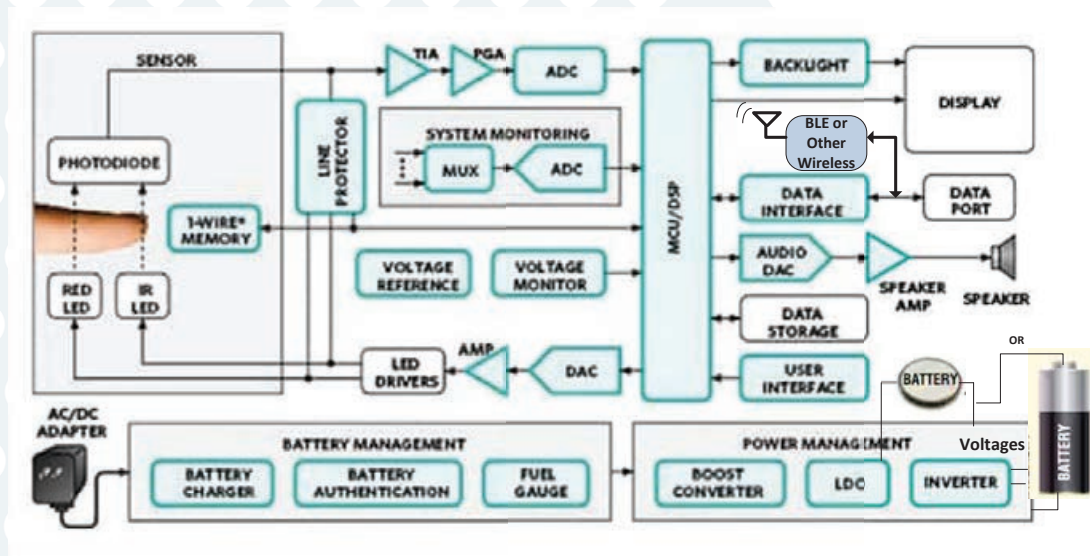 SENSOR
TIA
PGA
ADC
BACKLIGHT
DISPLAY
PHOTODIODE
LINE
PROTECTOR
SYSTEM MONITORING
MUX
ADC
MCU/DSP
BLE or
Other
Wireless
1-WIRE®
MEMORY
DATA
INTERFACE
DATA
PORT
VOLTAGE
REFERENCE
VOLTAGE
MONITOR
AUDIO
DAC
SPEAKER
AMP
SPEAKER
RED
LED
IR
LED
DATA
STORAGE
LED
DRIVERS
AMP
DAC
USER
INTERFACE
OR
BATTERY
AC/DC
ADAPTER
BATTERY MANAGEMENT
BATTERY
CHARGER
BATTERY
AUTHENTICATION
FUEL
GAUGE
POWER MANAGEMENT
Voltages
BOOST
CONVERTER
LDC
INVERTER
BATTERY